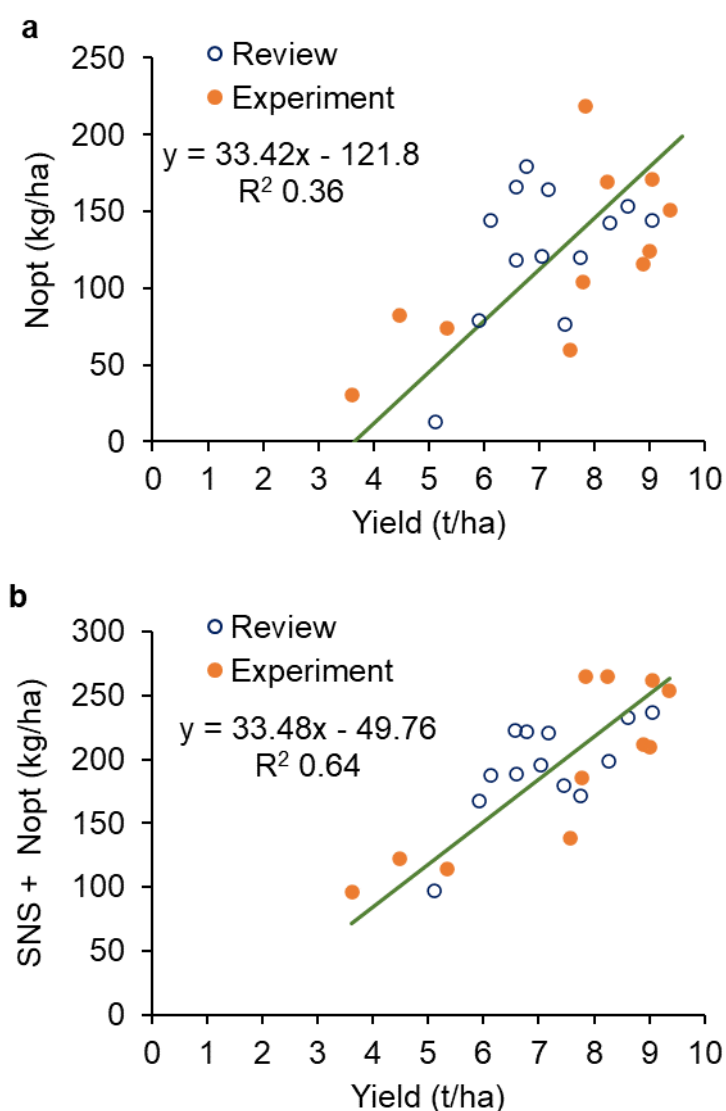 a
250
200
150
100
50
0
Nopt (kg/ha)
Review
Experiment
y = 33.42x - 121.8
R² 0.36
0 1 2 3 4 5 6 7 8 9 10
Yield (t/ha)
b
300
250
200
150
100
50
0
SNS + Nopt (kg/ha)
Review
Experiment
y = 33.48x - 49.76
R² 0.64
0 1 2 3 4 5 6 7 8 9 10
Yield (t/ha)